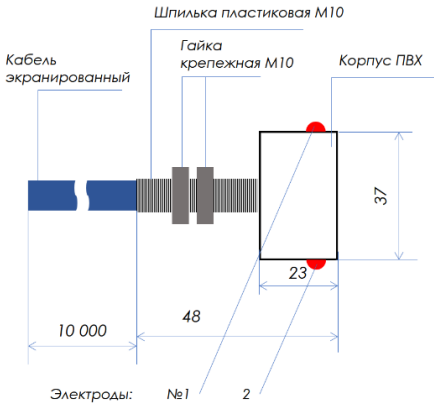 Шпилька пластиковая М10
Гайка
крепежная М10
Кабель
экранированный
Корпус ПВХ
37
23
48
10 000
Электроды: №1 2